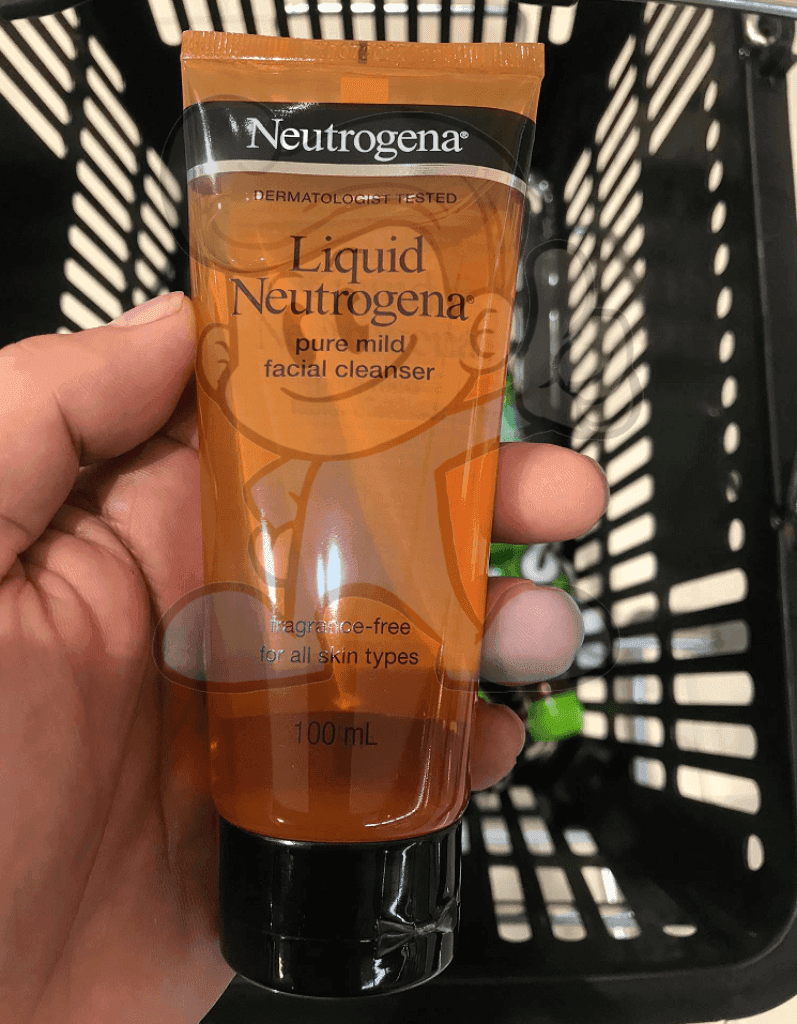 Neutrogena®
DERMATOLOGIST TESTED
Liquid
Neutrogena®
pure mild
facial cleanser
fragrance-free
for all skin types
100 mL